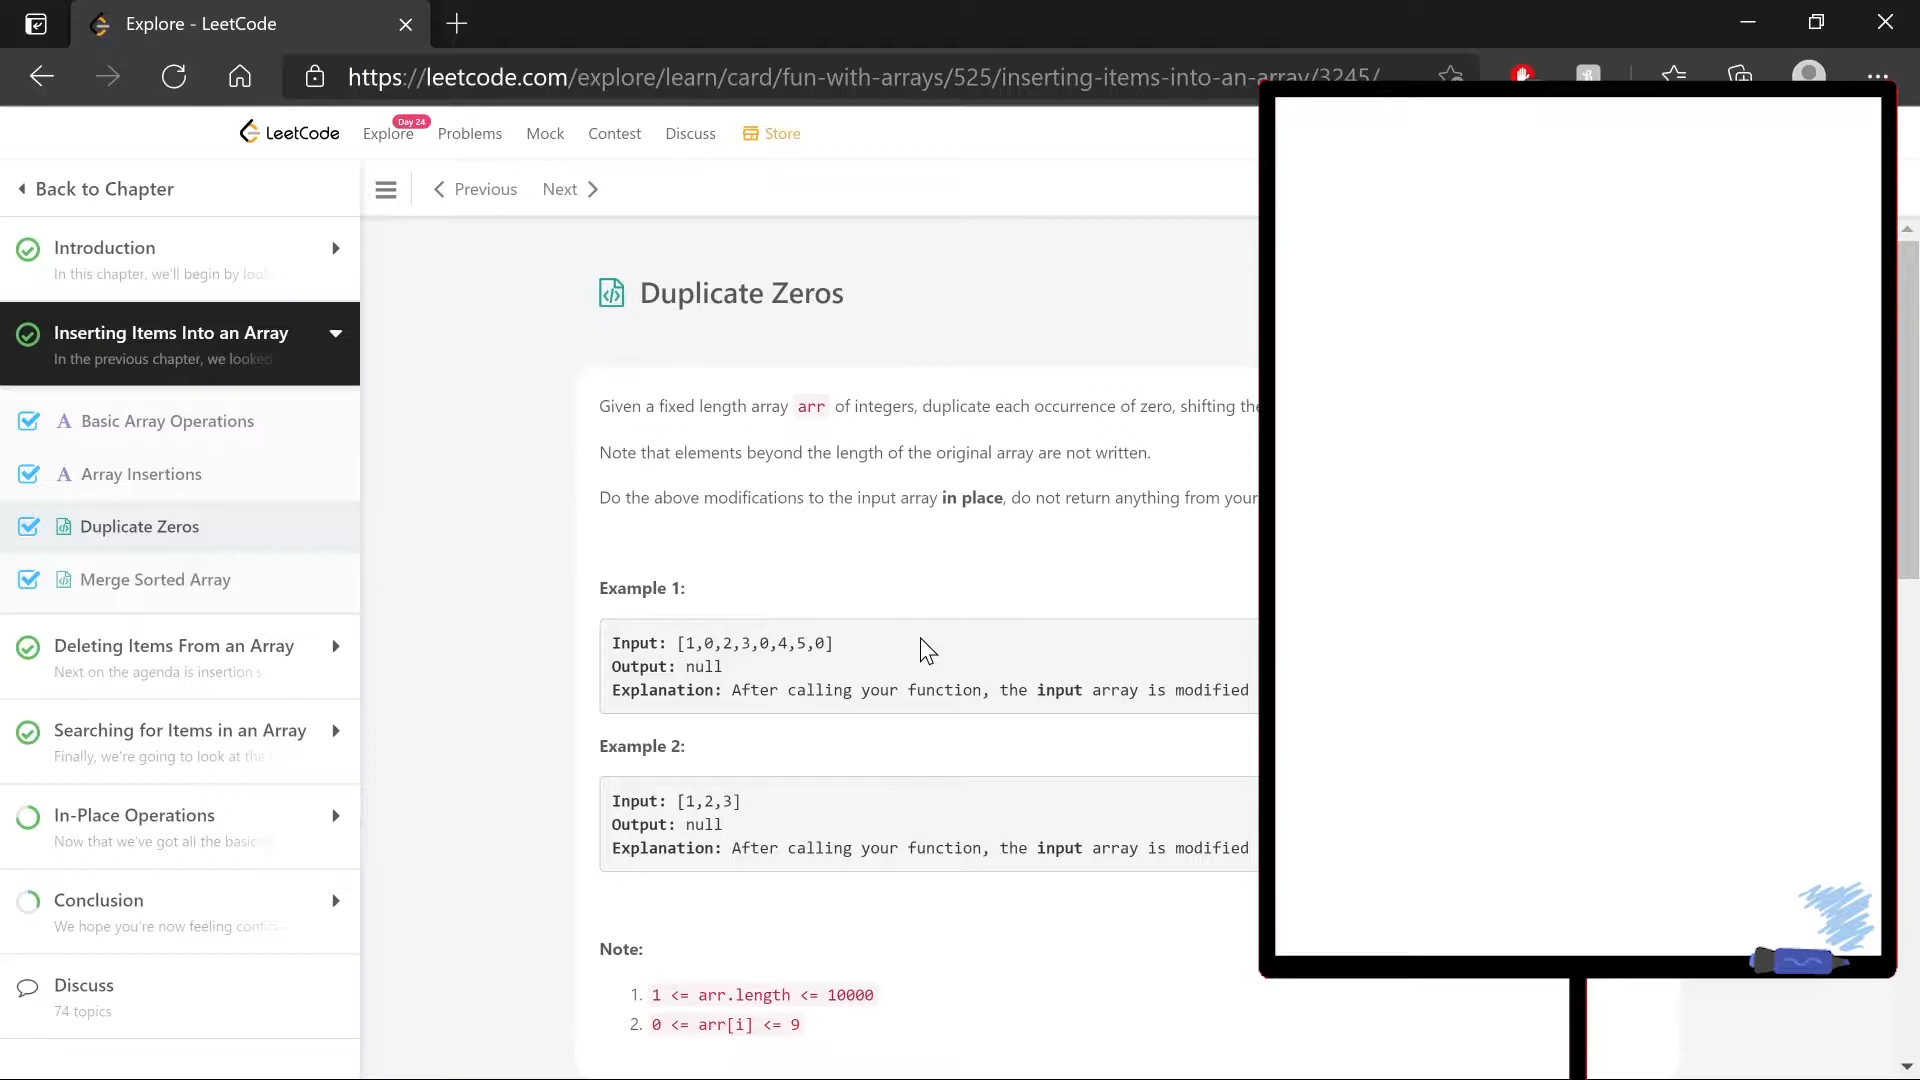 Explore - LeetCode
https://leetcode.com/explore/learn/card/fun-with-arrays/525/inserting-items-into-an-array/3245/
LeetCode
Explore
Day 24
Problems
Mock
Contest
Discuss
Store
Back to Chapter
Previous
Next
Introduction
In this chapter, we'll begin by
Inserting Items Into an Array
In the previous chapter, we looked
Basic Array Operations
Array Insertions
Duplicate Zeros
Merge Sorted Array
Deleting Items From an Array
Next on the agenda is insertion s
Searching for Items in an Array
Finally, we're going to look at the
In-Place Operations
Now that we've got all the basic
Conclusion
We hope you're now feeling
Discuss
74 topics
Duplicate Zeros
Given a fixed length array arr of integers, duplicate each occurrence of zero, shifting the
Note that elements beyond the length of the original array are not written.
Do the above modifications to the input array in place, do not return anything from your
Example 1:
Input: [1,0,2,3,0,4,5,0]
Output: null
Explanation: After calling your function, the input array is modified
Example 2:
Input: [1,2,3]
Output: null
Explanation: After calling your function, the input array is modified
Note:
1. 1 <= arr.length <= 10000
2. 0 <= arr[i] <= 9